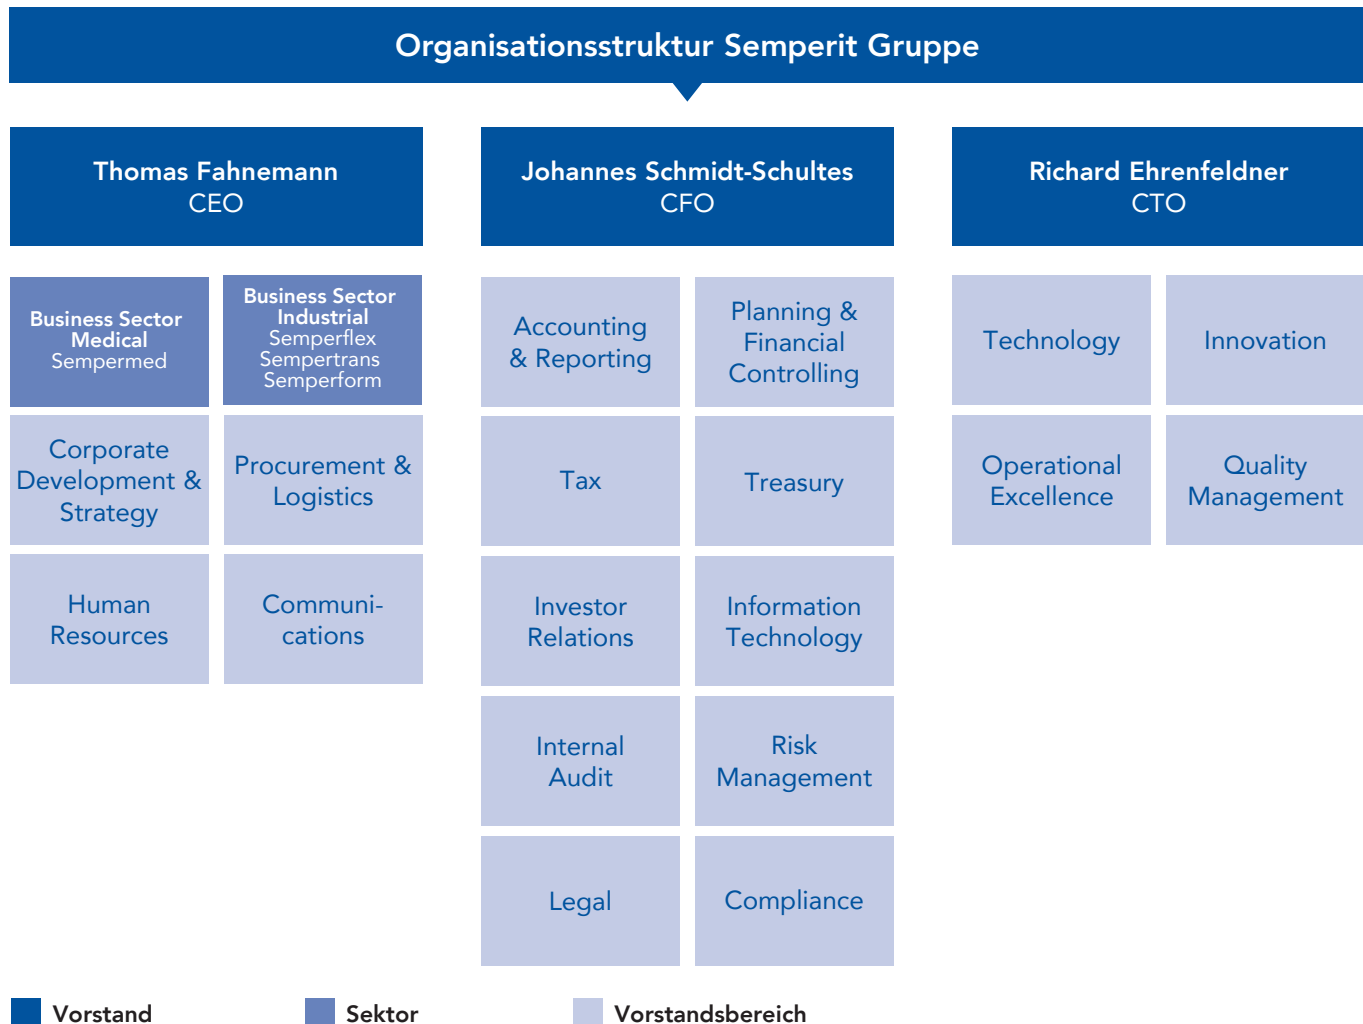 Organisationsstruktur Semperit Gruppe
Thomas Fahnemann
CEO
Business Sector
Medical
Sempermed
Business Sector
Industrial
Semperflex
Sempertrans
Semperform
Corporate
Development &
Strategy
Procurement &
Logistics
Human
Resources
Communi-
cations
Johannes Schmidt-Schultes
CFO
Accounting
& Reporting
Planning &
Financial
Controlling
Tax
Treasury
Investor
Relations
Information
Technology
Internal
Audit
Risk
Management
Legal
Compliance
Richard Ehrenfeldner
CTO
Technology
Innovation
Operational
Excellence
Quality
Management
Vorstand
Sektor
Vorstandsbereich